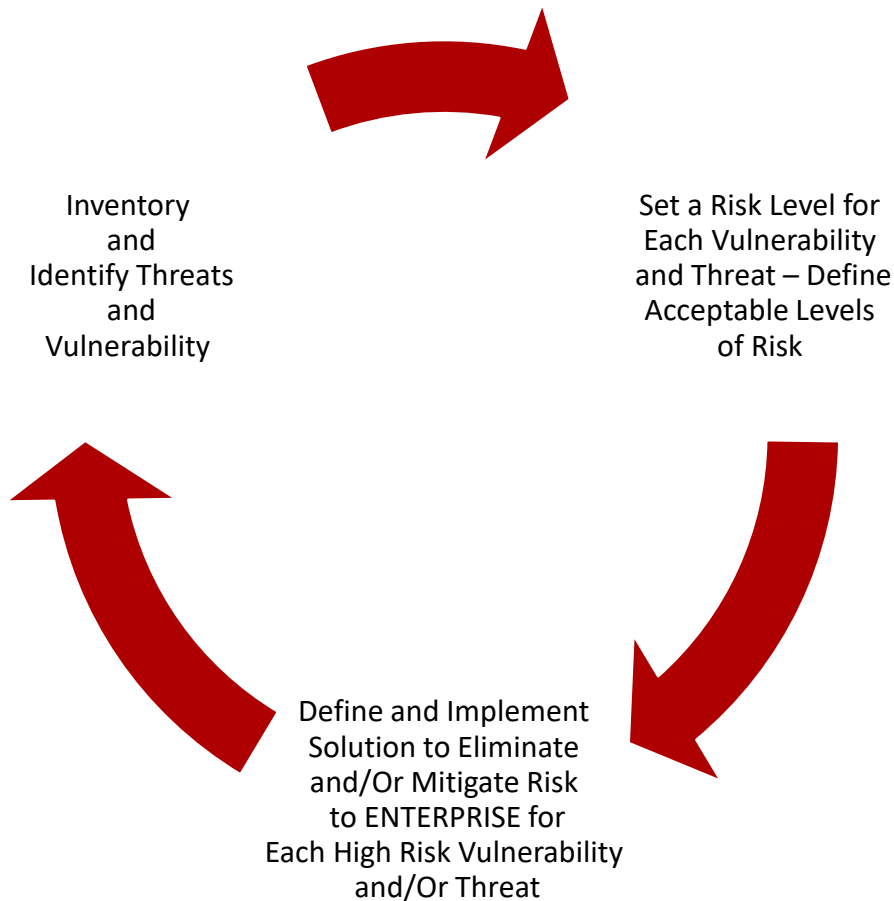 Inventory
and
Identify Threats
and
Vulnerability
Set a Risk Level for
Each Vulnerability
and Threat – Define
Acceptable Levels
of Risk
Define and Implement
Solution to Eliminate
and/Or Mitigate Risk
to ENTERPRISE for
Each High Risk Vulnerability
and/Or Threat